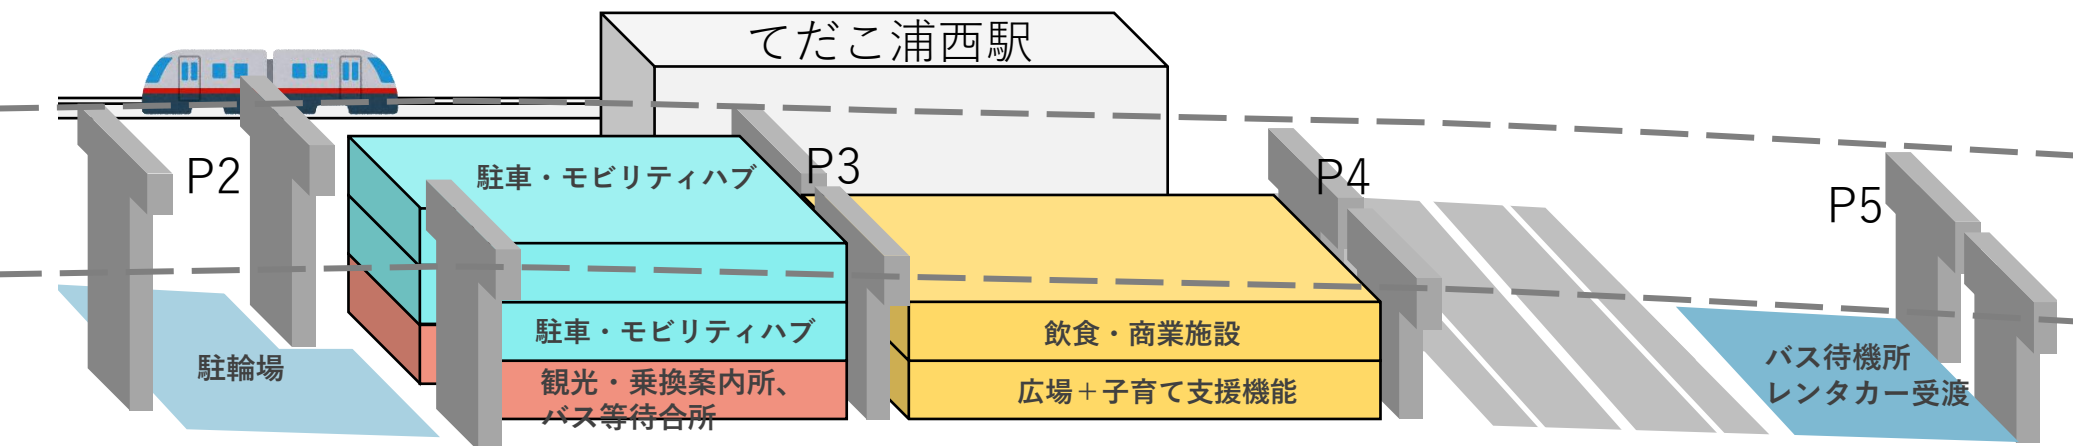 てだこ浦西駅
P2
駐車・モビリティハブ
P3
P4
P5
駐車・モビリティハブ
飲食・商業施設
駐輪場
観光・乗換案内所、
バス等待合所
広場＋子育て支援機能
バス待機所
レンタカー受渡